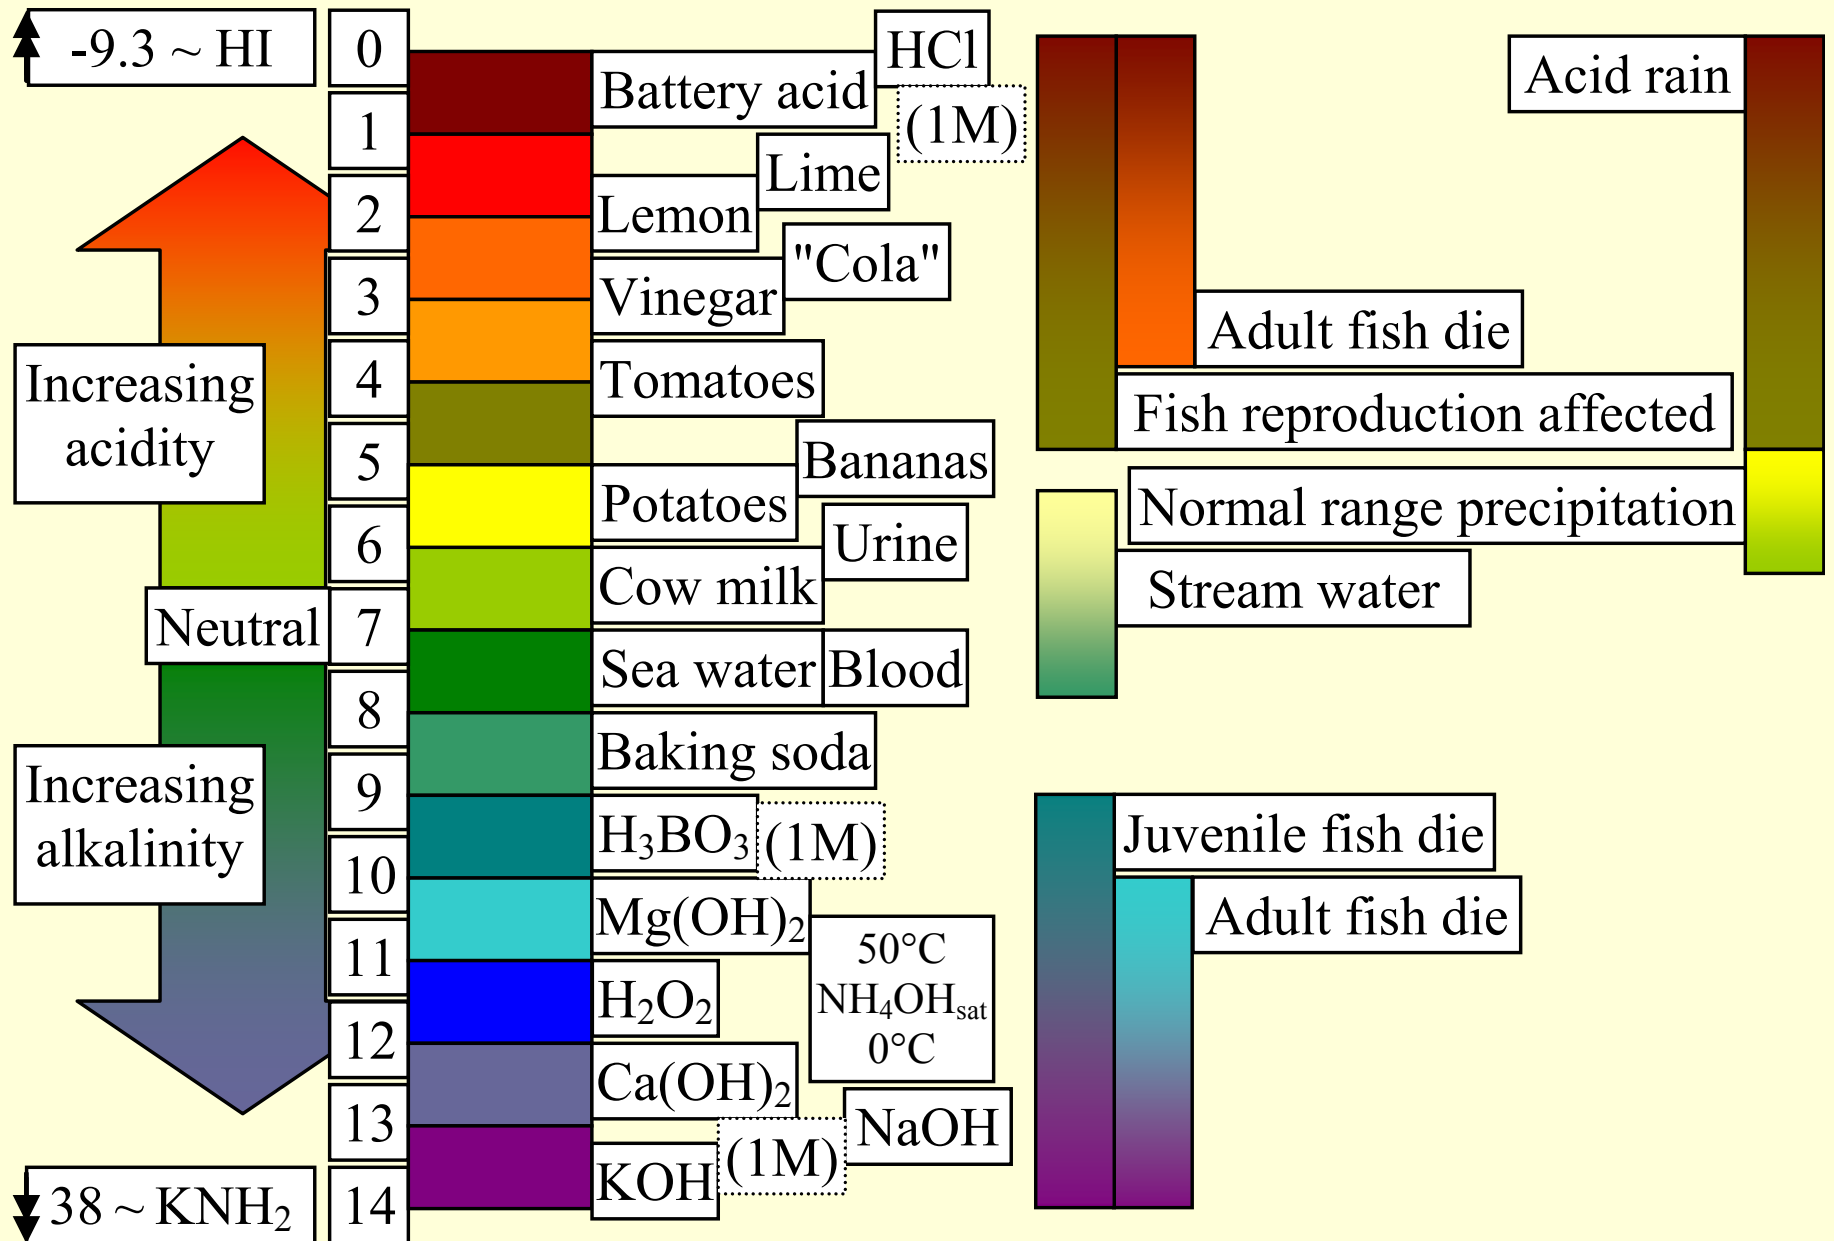 -9.3 ~ HI
0
1
2
3
4
5
6
7
8
9
10
11
12
13
14
38 ~ KNH₂
Increasing
acidity
Neutral
Increasing
alkalinity
Battery acid
HCl
(1M)
Lime
Lemon
"Cola"
Vinegar
Tomatoes
Bananas
Potatoes
Urine
Cow milk
Sea water
Blood
Baking soda
H₃BO₃
(1M)
Mg(OH)₂
50°C
NH₄OHsat
0°C
H₂O₂
Ca(OH)₂
NaOH
(1M)
KOH
Acid rain
Adult fish die
Fish reproduction affected
Normal range precipitation
Stream water
Juvenile fish die
Adult fish die